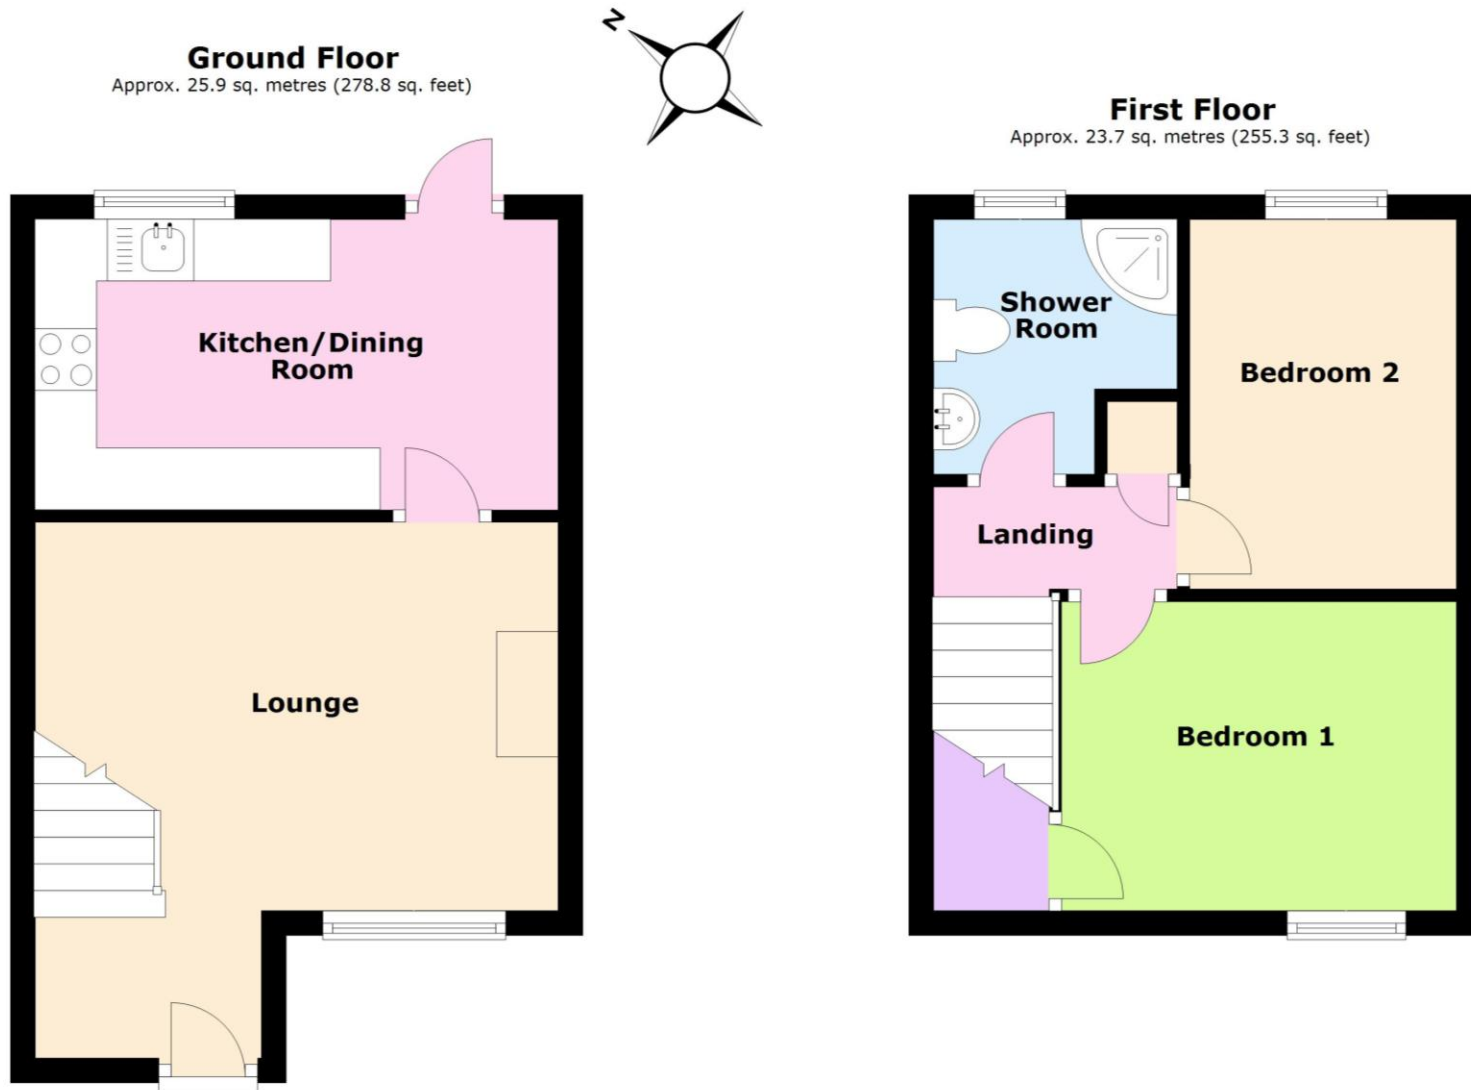 N
Ground Floor
Approx. 25.9 sq. metres (278.8 sq. feet)
Kitchen/Dining
Room
Lounge
First Floor
Approx. 23.7 sq. metres (255.3 sq. feet)
Shower
Room
Bedroom 2
Landing
Bedroom 1